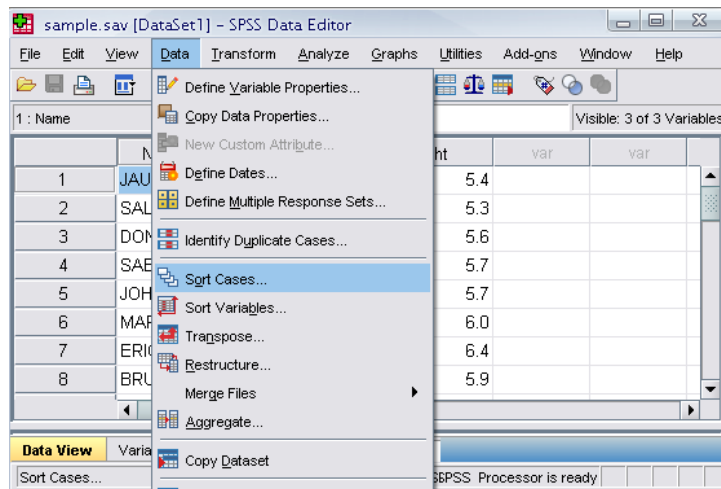 sample.sav [DataSet1] - SPSS Data Editor
File Edit View Data Transform Analyze Graphs Utilities Add-ons Window Help
1 : Name Visible: 3 of 3 Variables
N ht var var
1 JAU 5.4
2 SAL 5.3
3 DON 5.6
4 SAE 5.7
5 JOH 5.7
6 MAR 6.0
7 ERI 6.4
8 BRU 5.9
Define Variable Properties...
Copy Data Properties...
New Custom Attribute...
Define Dates...
Define Multiple Response Sets...
Identify Duplicate Cases...
Sort Cases...
Sort Variables...
Transpose...
Restructure...
Merge Files
Aggregate...
Copy Dataset
Data View Varia
Sort Cases... SPSS Processor is ready